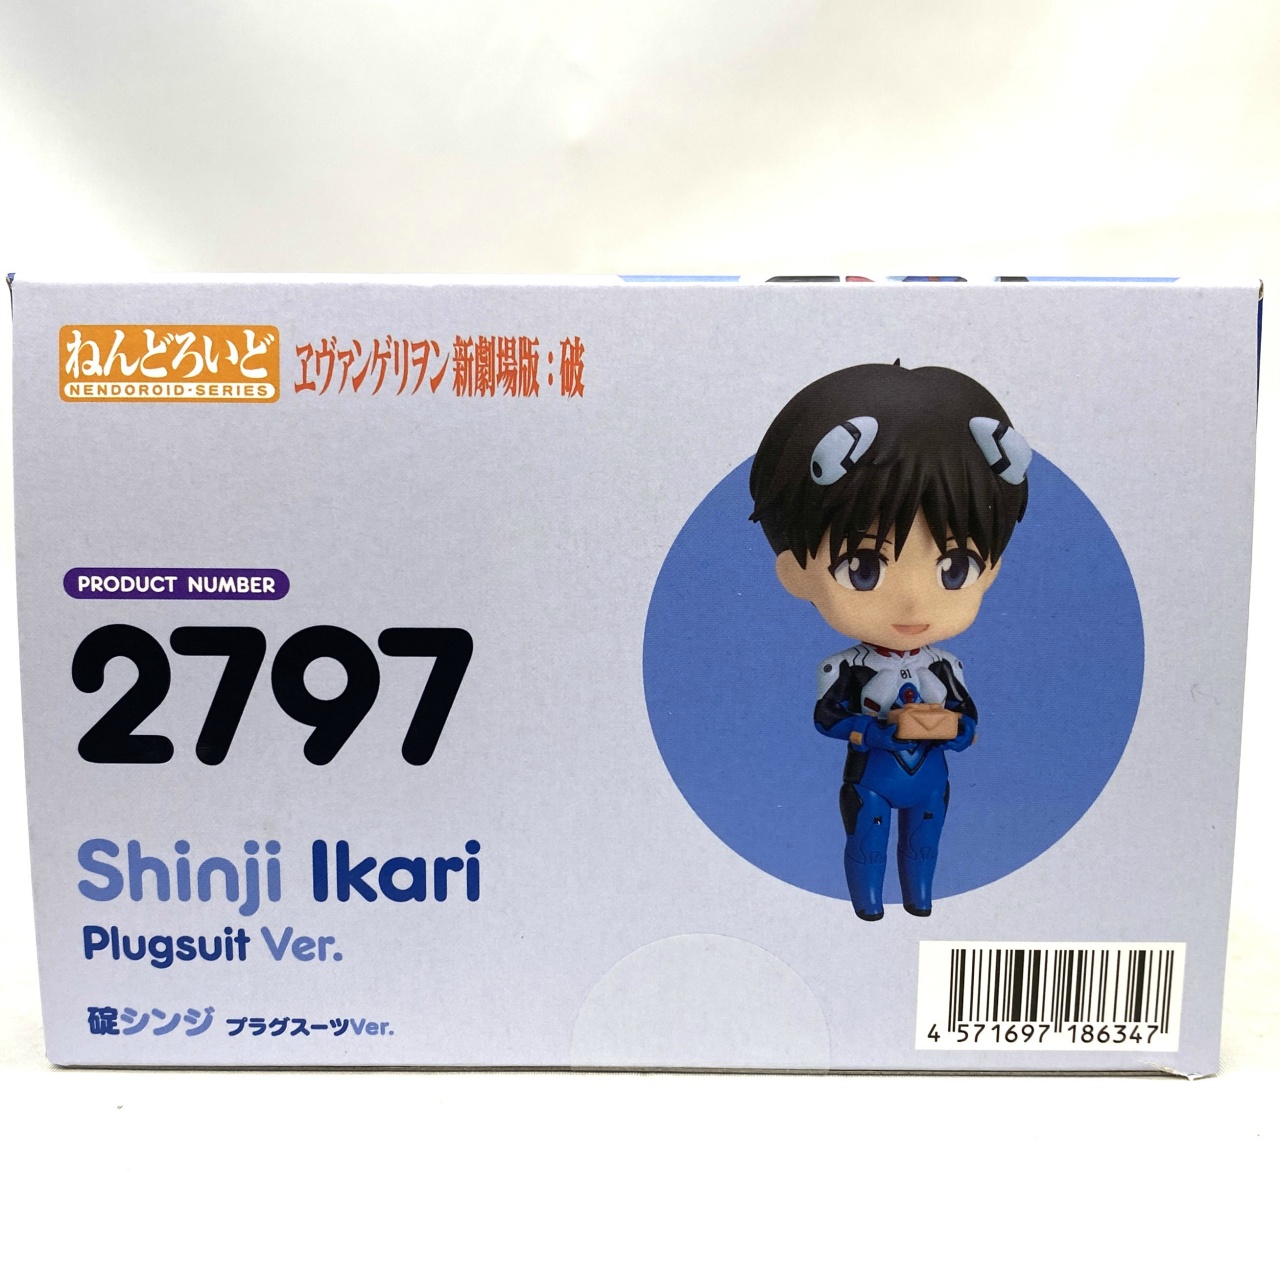 ねんどろいど
NENDOROID·SERIES
ヱヴァンゲリヲン新劇場版：破
PRODUCT NUMBER
2797
Shinji Ikari
Plugsuit Ver.
碇シンジ プラグスーツVer.
01
4 571697 186347